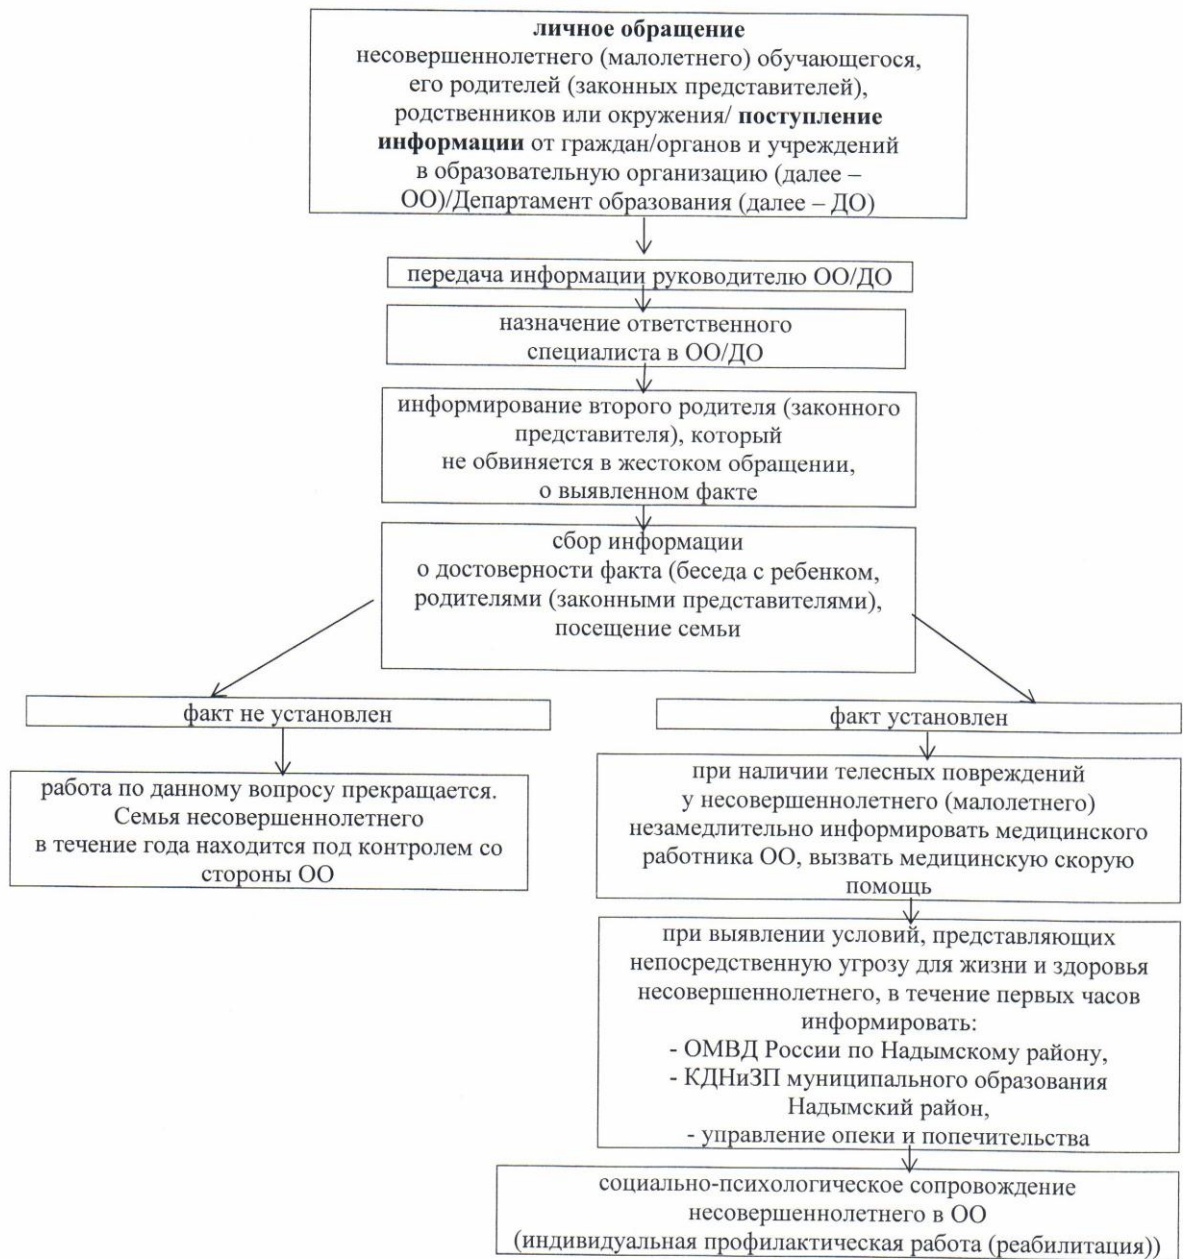 личное обращение
несовершеннолетнего (малолетнего) обучающегося,
его родителей (законных представителей),
родственников или окружения/ поступление
информации от граждан/органов и учреждений
в образовательную организацию (далее –
ОО)/Департамент образования (далее – ДО)
передача информации руководителю ОО/ДО
назначение ответственного
специалиста в ОО/ДО
информирование второго родителя (законного
представителя), который
не обвиняется в жестоком обращении,
о выявленном факте
сбор информации
о достоверности факта (беседа с ребенком,
родителями (законными представителями),
посещение семьи
факт не установлен
работа по данному вопросу прекращается.
Семья несовершеннолетнего
в течение года находится под контролем со
стороны ОО
факт установлен
при наличии телесных повреждений
у несовершеннолетнего (малолетнего)
незамедлительно информировать медицинского
работника ОО, вызвать медицинскую скорую
помощь
при выявлении условий, представляющих
непосредственную угрозу для жизни и здоровья
несовершеннолетнего, в течение первых часов
информировать:
- ОМВД России по Надымскому району,
- КДНиЗП муниципального образования
Надымский район,
- управление опеки и попечительства
социально-психологическое сопровождение
несовершеннолетнего в ОО
(индивидуальная профилактическая работа (реабилитация))